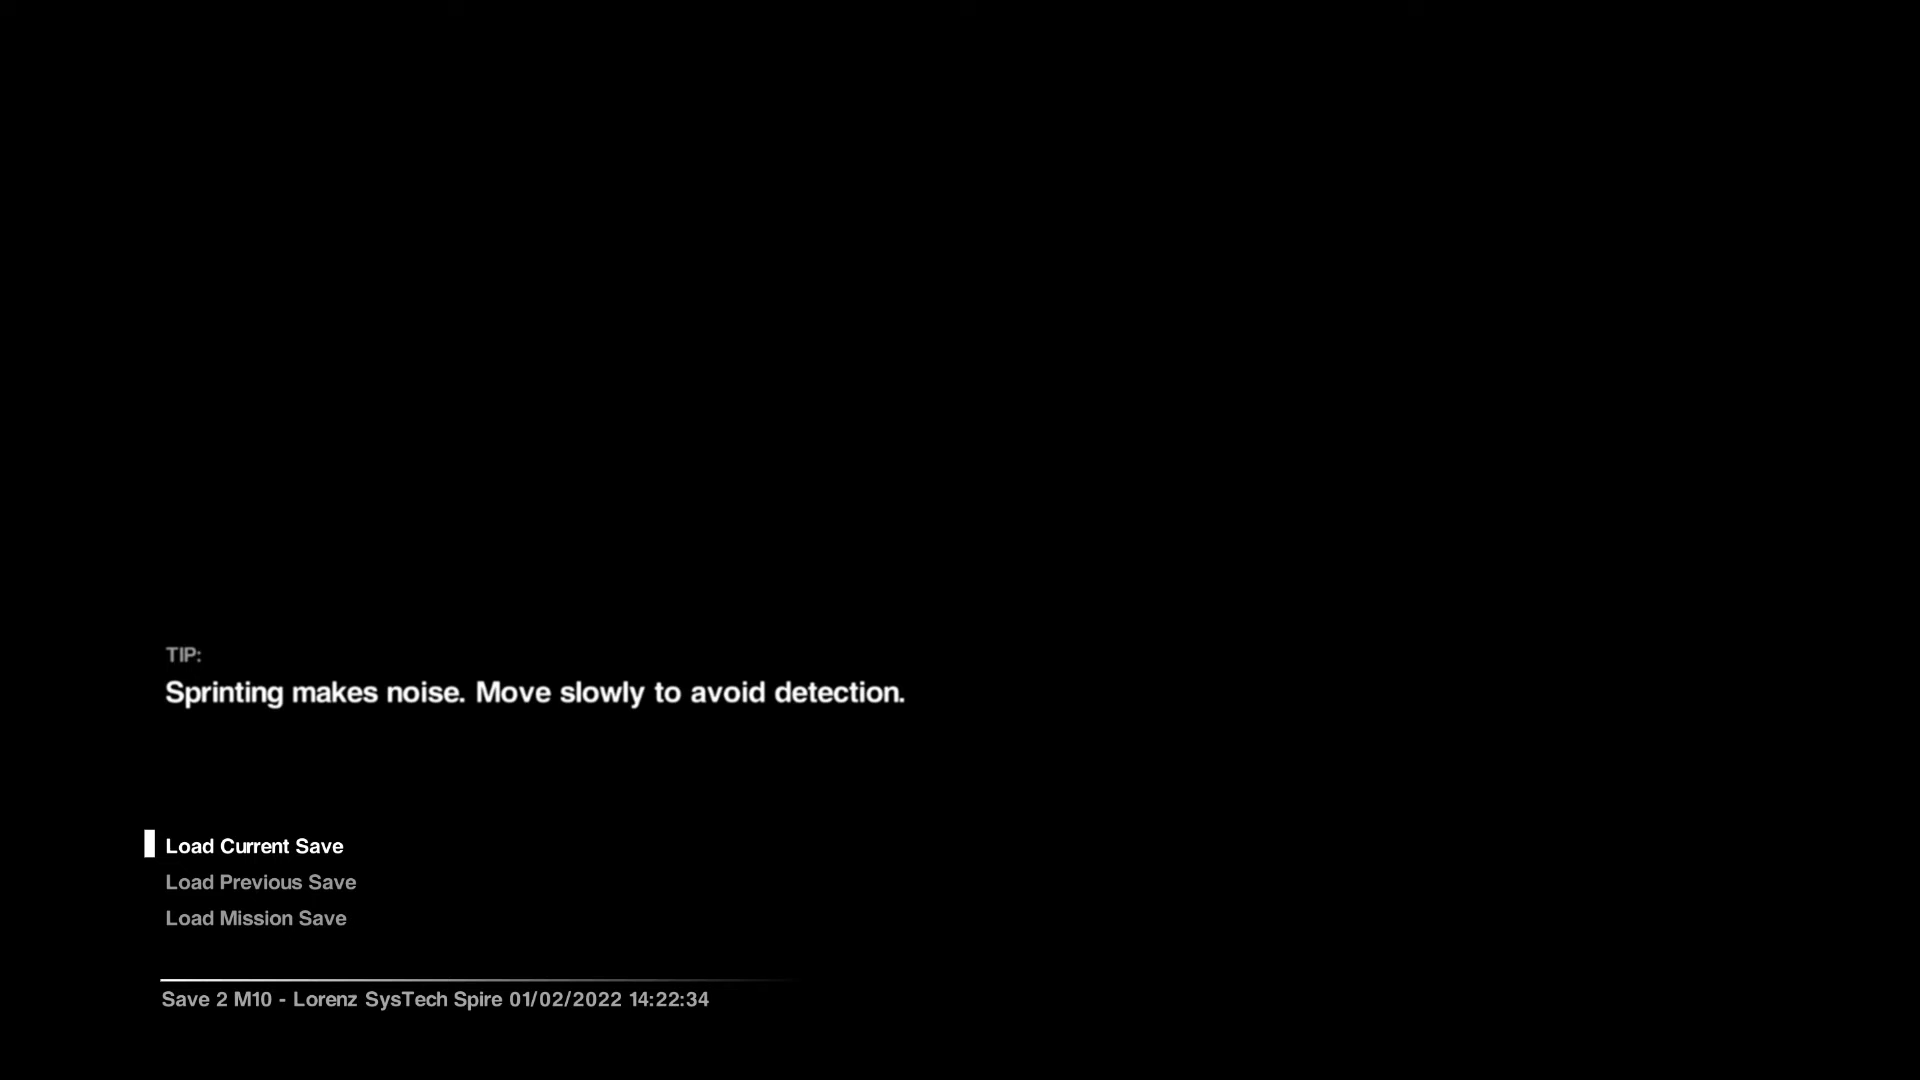 TIP:
Sprinting makes noise. Move slowly to avoid detection.
Load Current Save
Load Previous Save
Load Mission Save
Save 2 M10 - Lorenz SysTech Spire 01/02/2022 14:22:34